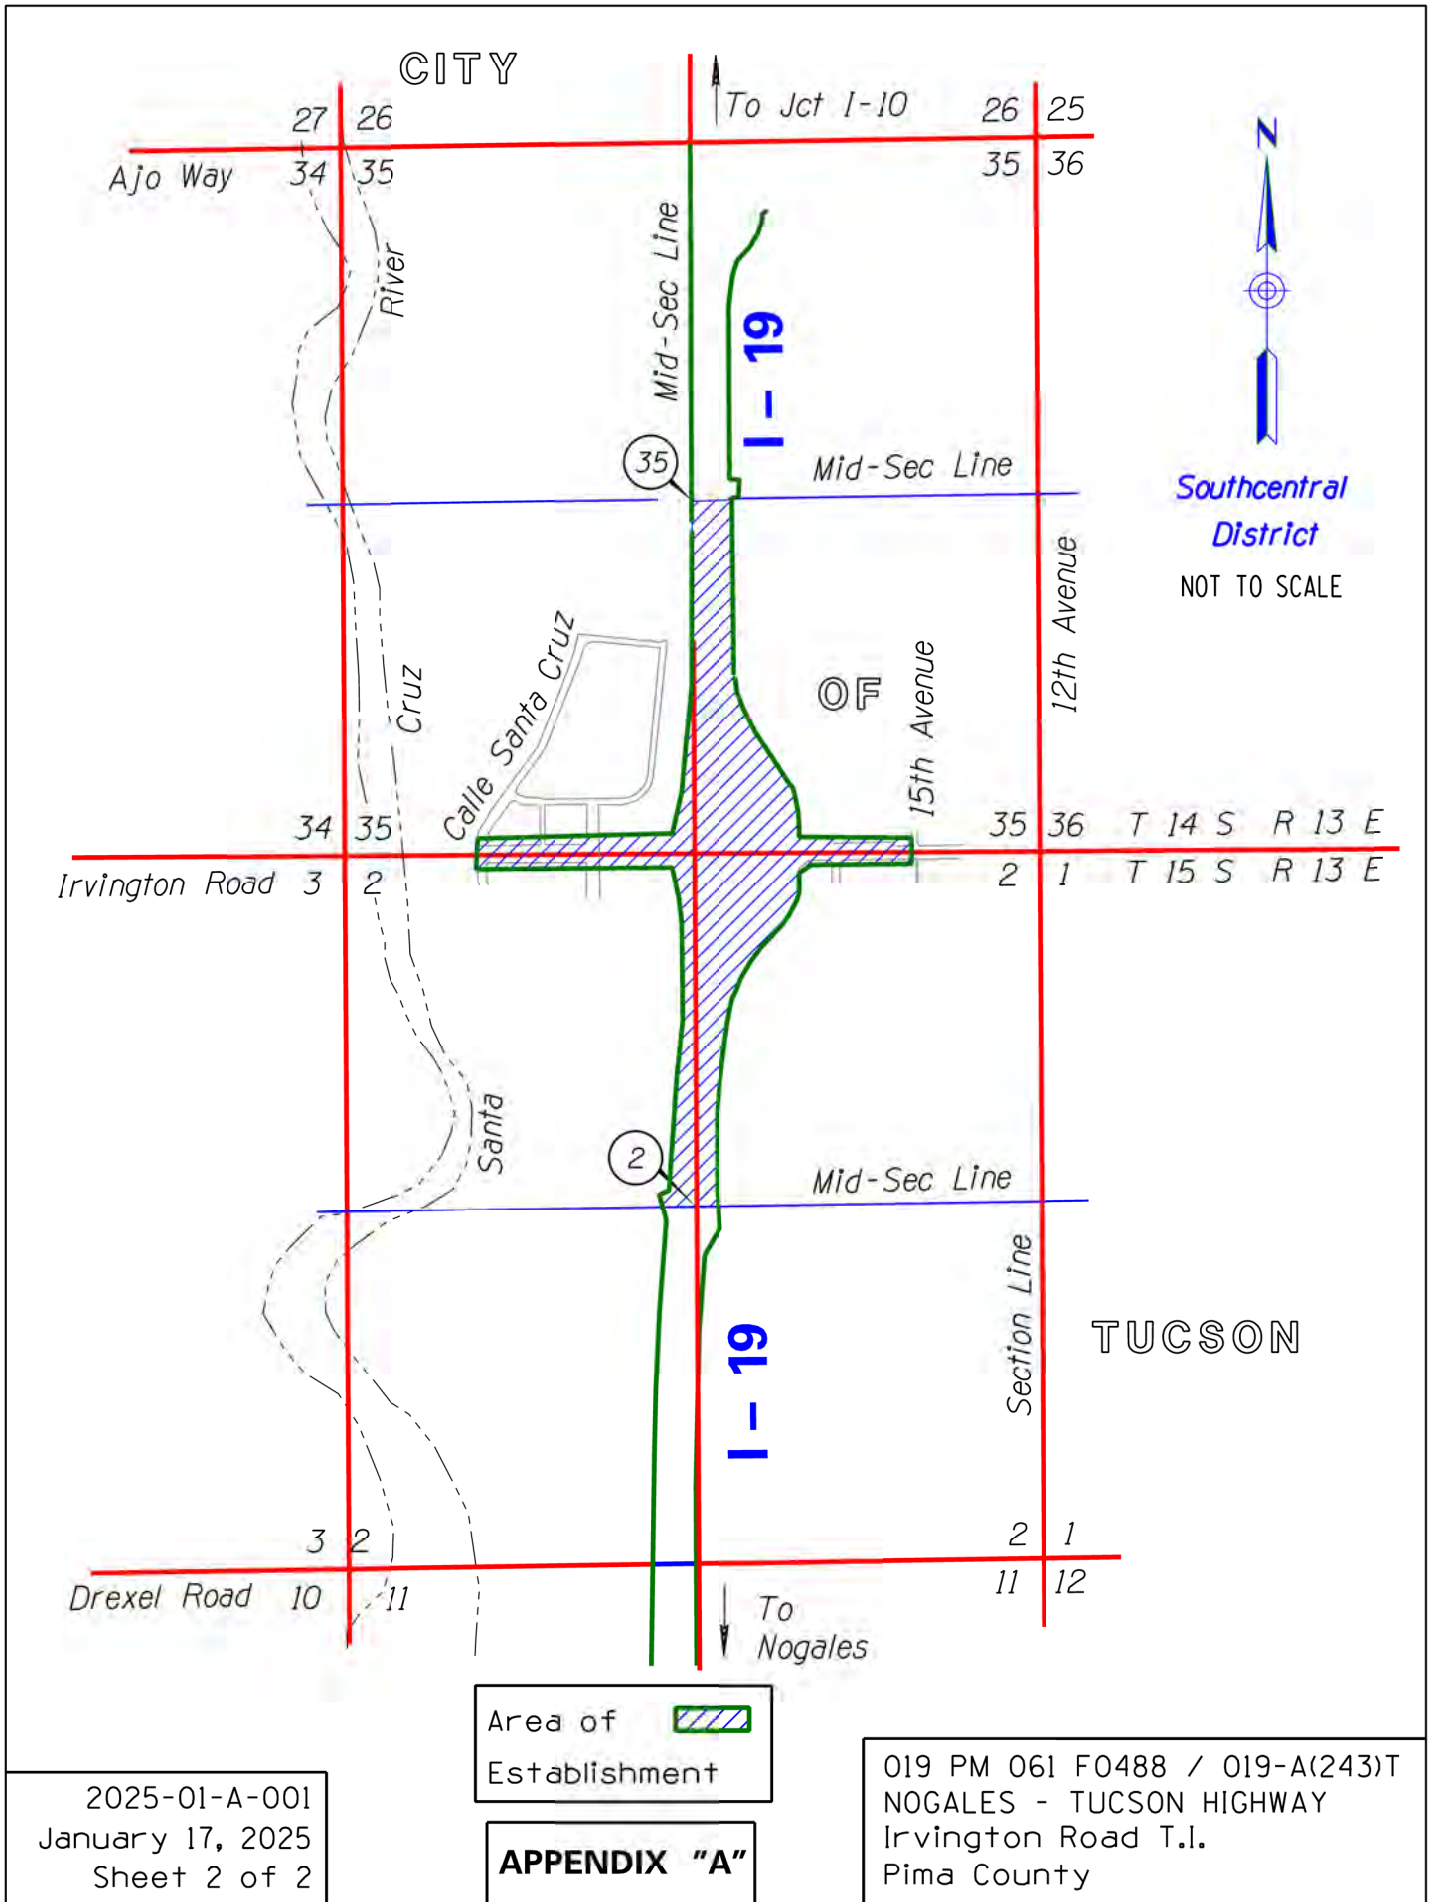 CITY
To Jct I-10
27 26
26 25
N
Ajo Way
34 35
35 36
River
Mid-Sec Line
I- 19
35
Mid-Sec Line
Southcentral
District
NOT TO SCALE
12th Avenue
Calle Santa Cruz
Cruz
OF
15th Avenue
34 35
35 36 T 14 S R 13 E
Irvington Road 3 2
2 1 T 15 S R 13 E
Santa
2
Mid-Sec Line
Section Line
TUCSON
I- 19
3 2
2 1
Drexel Road 10 11
11 12
To
Nogales
Area of
Establishment
2025-01-A-001
January 17, 2025
Sheet 2 of 2
APPENDIX "A"
019 PM 061 F0488 / 019-A(243)T
NOGALES - TUCSON HIGHWAY
Irvington Road T.I.
Pima County